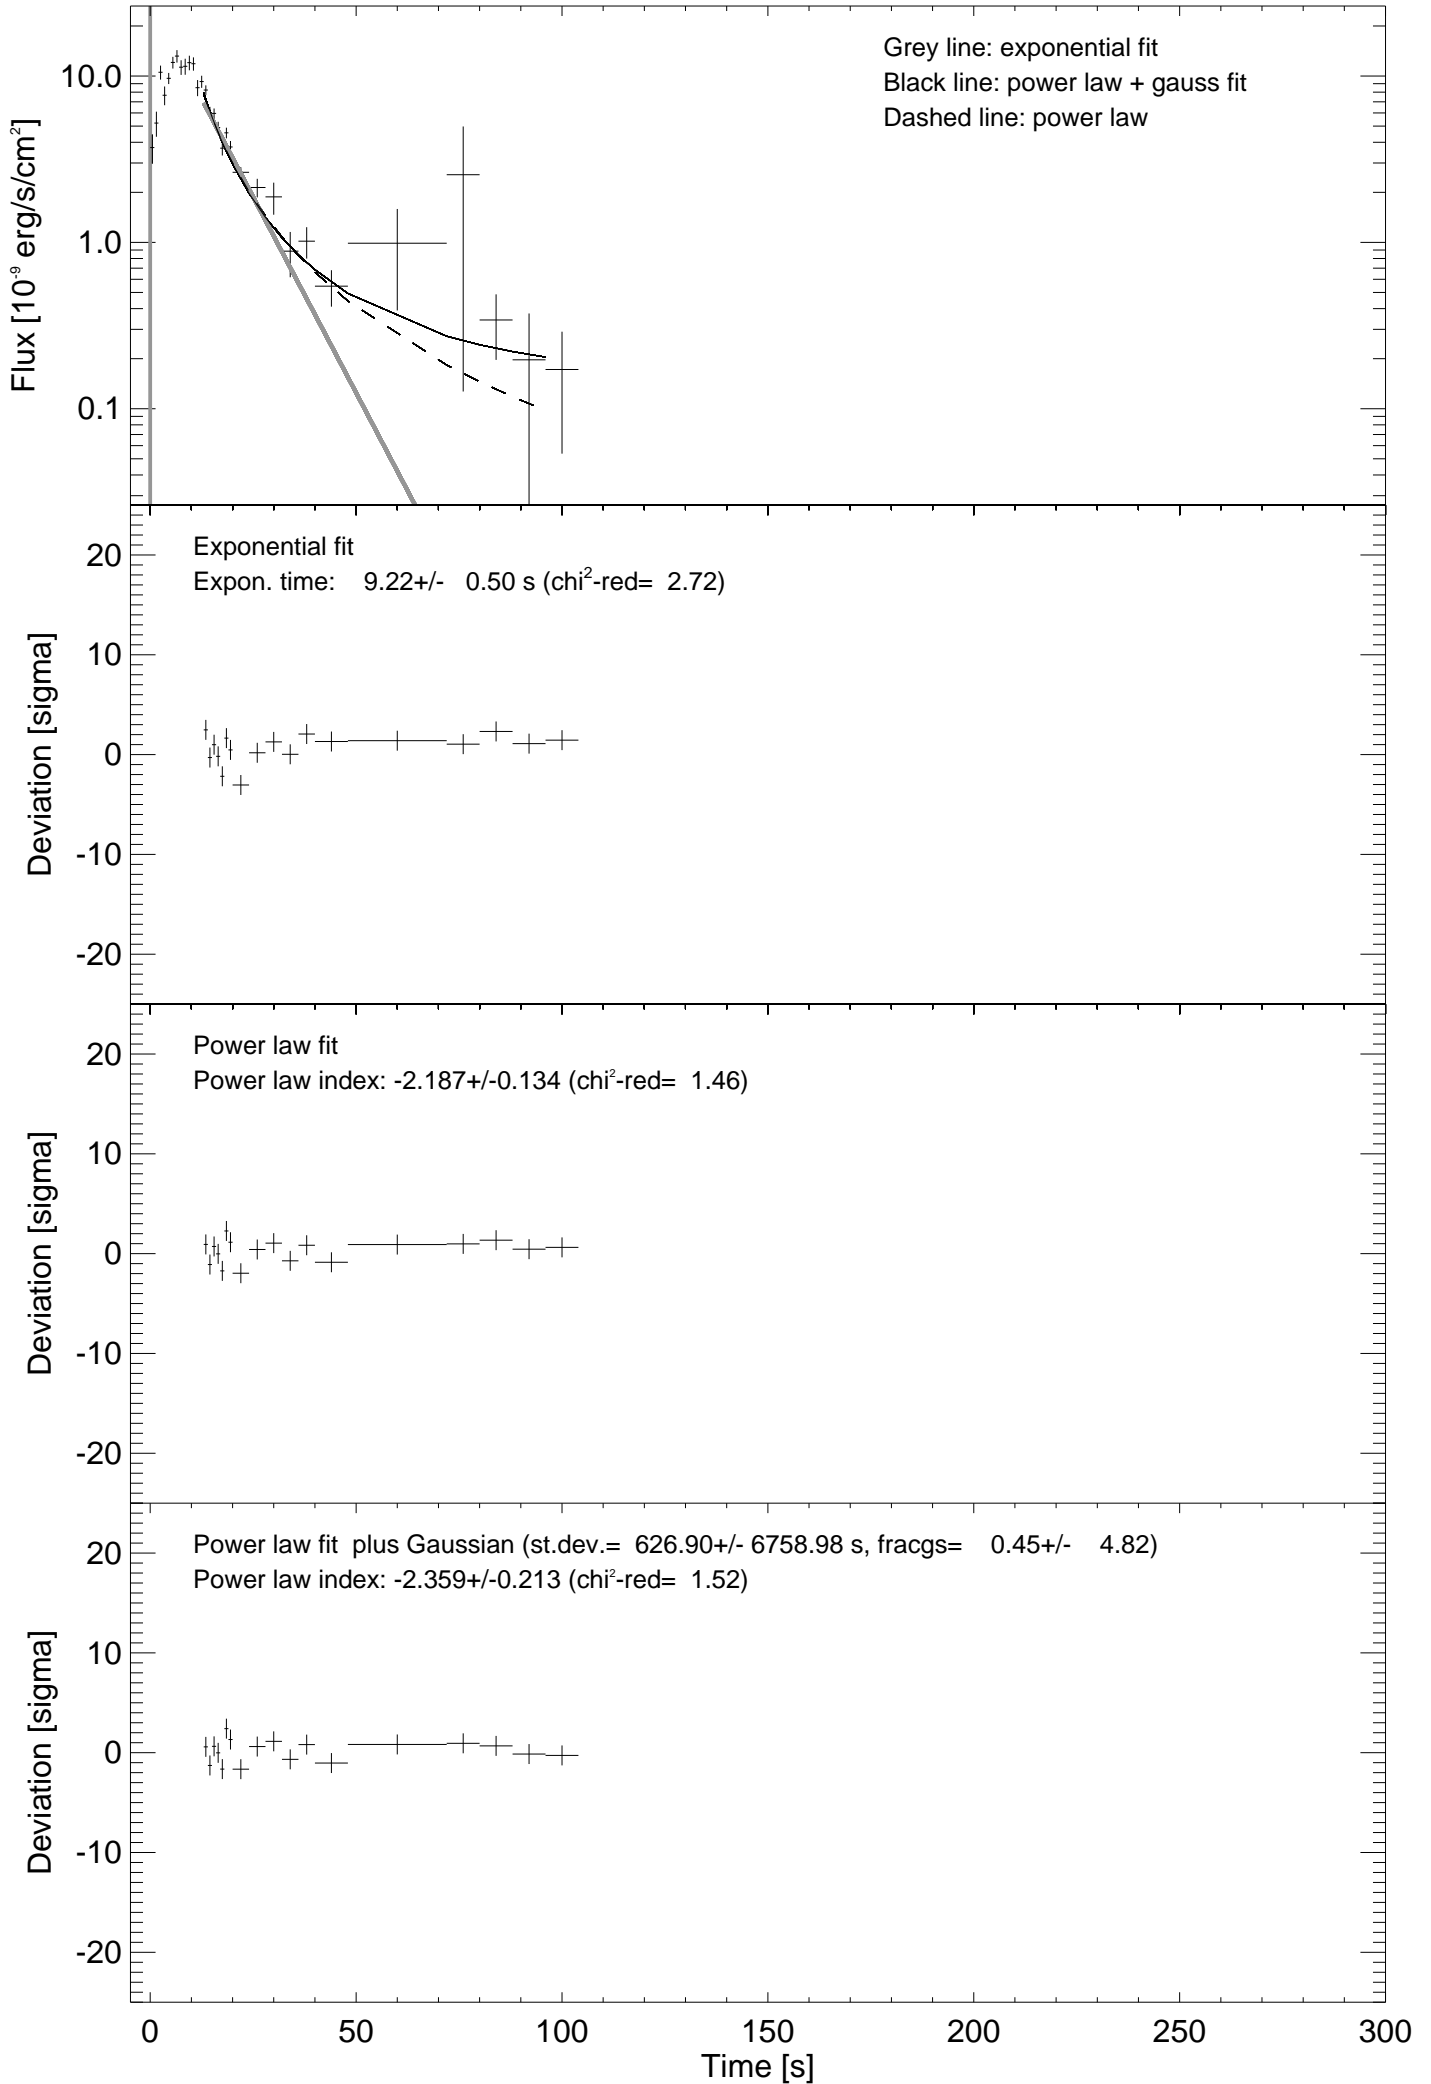 Grey line: exponential fit
Black line: power law + gauss fit
Dashed line: power law
10.0
1.0
0.1
Flux [10⁻⁹ erg/s/cm²]
Exponential fit
Expon. time: 9.22+/- 0.50 s (chi²-red= 2.72)
20
10
0
-10
-20
Deviation [sigma]
Power law fit
Power law index: -2.187+/-0.134 (chi²-red= 1.46)
20
10
0
-10
-20
Deviation [sigma]
Power law fit plus Gaussian (st.dev.= 626.90+/- 6758.98 s, fracgs= 0.45+/- 4.82)
Power law index: -2.359+/-0.213 (chi²-red= 1.52)
20
10
0
-10
-20
Deviation [sigma]
0 50 100 150 200 250 300
Time [s]